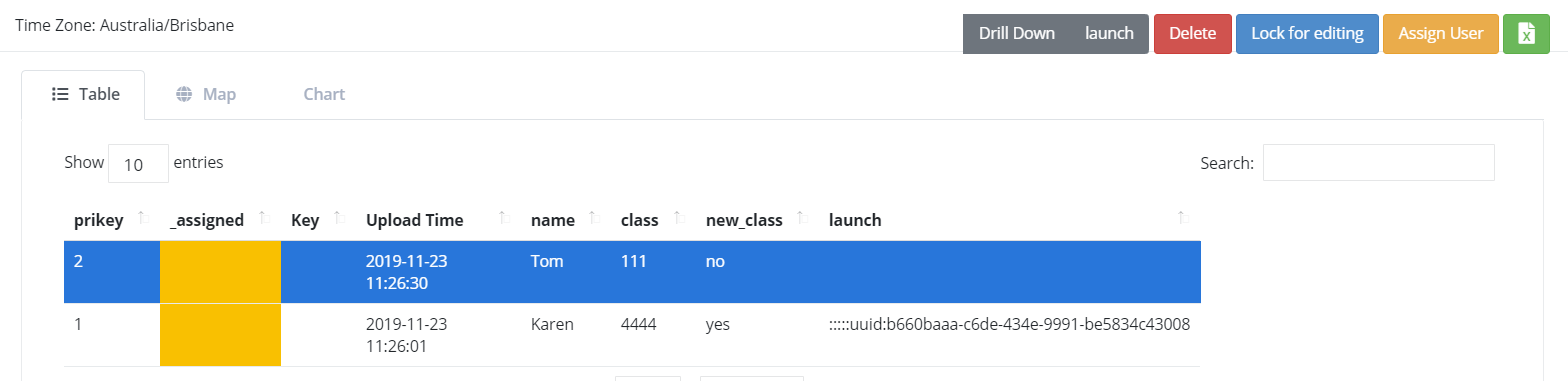 Time Zone: Australia/Brisbane
Drill Down launch Delete Lock for editing Assign User
Table Map Chart
Show 10 entries Search:
prikey _assigned Key Upload Time name class new_class launch
2 2019-11-23 Tom 111 no
11:26:30
1 2019-11-23 Karen 4444 yes :::::uuid:b660baaa-c6de-434e-9991-be5834c43008
11:26:01